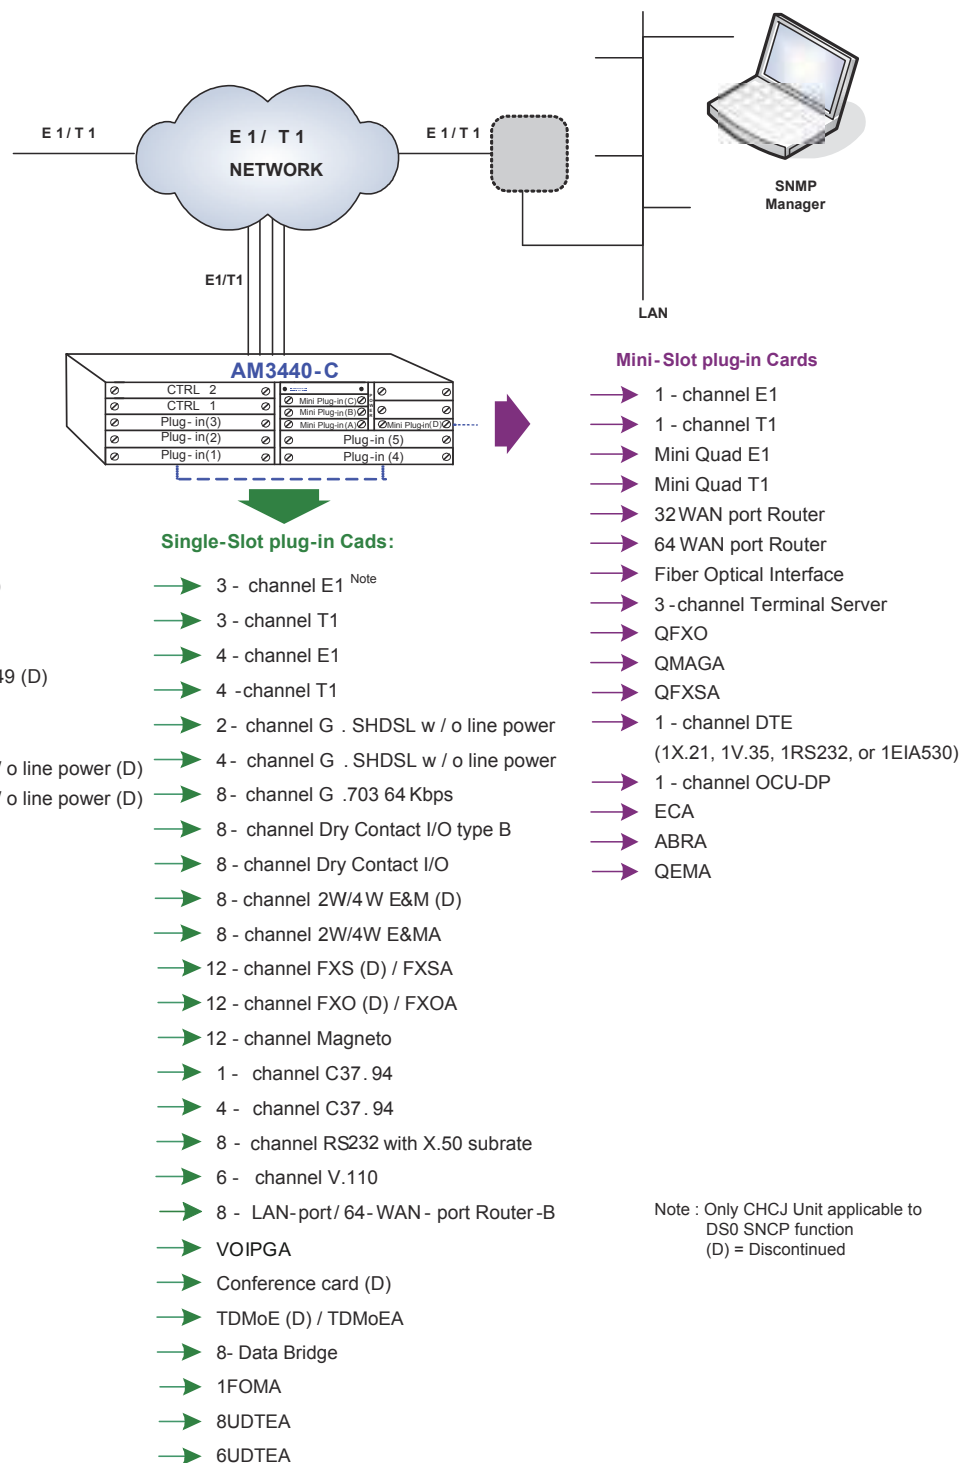 E 1 / T 1
E 1 / T 1
NETWORK
E 1 / T 1
SNMP
Manager
E1/T1
LAN
AM3440-C
CTRL 2
CTRL 1
Plug-in(3)
Plug-in(2)
Plug-in(1)
Mini Plug-in(C)
Mini Plug-in(B)
Mini Plug-in(A)
Mini Plug-in(D)
Plug-in (5)
Plug-in (4)
Mini-Slot plug-in Cards
1 - channel E1
1 - channel T1
Mini Quad E1
Mini Quad T1
32 WAN port Router
64 WAN port Router
Fiber Optical Interface
3 -channel Terminal Server
QFXO
QMAGA
QFXSA
1 - channel DTE
(1X.21, 1V.35, 1RS232, or 1EIA530)
1 - channel OCU-DP
ECA
ABRA
QEMA
Single-Slot plug-in Cads:
3 - channel E1 Note
3 - channel T1
4 - channel E1
4 -channel T1
2 - channel G . SHDSL w / o line power
4 - channel G . SHDSL w / o line power
8 - channel G .703 64 Kbps
8 - channel Dry Contact I/O type B
8 - channel Dry Contact I/O
8 - channel 2W/4W E&M (D)
8 - channel 2W/4W E&MA
12 - channel FXS (D) / FXSA
12 - channel FXO (D) / FXOA
12 - channel Magneto
1 - channel C37.94
4 - channel C37.94
8 - channel RS232 with X.50 subrate
6 - channel V.110
8 - LAN-port / 64-WAN - port Router -B
VOIPGA
Conference card (D)
TDMoE (D) / TDMoEA
8- Data Bridge
1FOMA
8UDTEA
6UDTEA
49 (D)
/ o line power (D)
/ o line power (D)
Note : Only CHCJ Unit applicable to
DS0 SNCP function
(D) = Discontinued